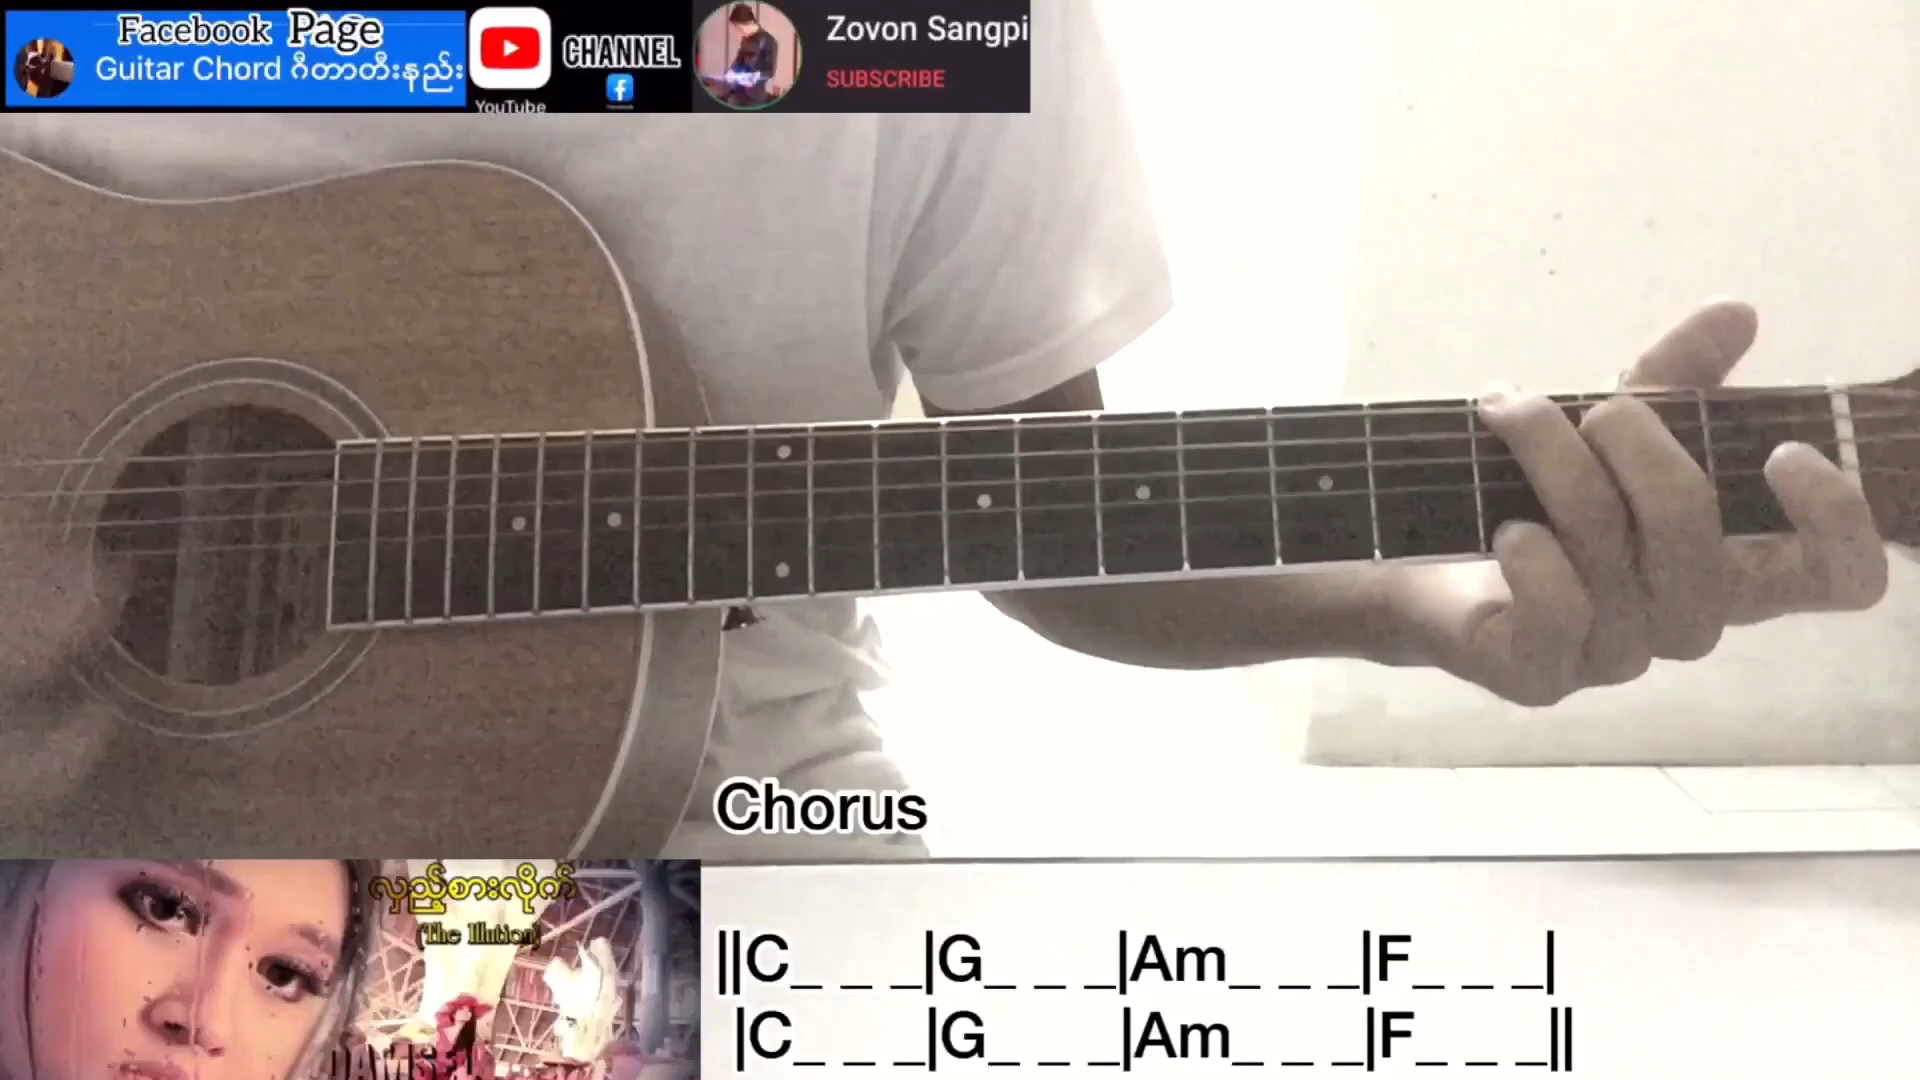 Facebook Page
Guitar Chord ဂီတာတီးနည်း
YouTube
CHANNEL
Zovon Sangpi
SUBSCRIBE
Chorus
လှည့်စားလိုက်
(The Illution)
||C_ _ _|G_ _ _|Am_ _ _|F_ _ _|
|C_ _ _|G_ _ _|Am_ _ _|F_ _ _||